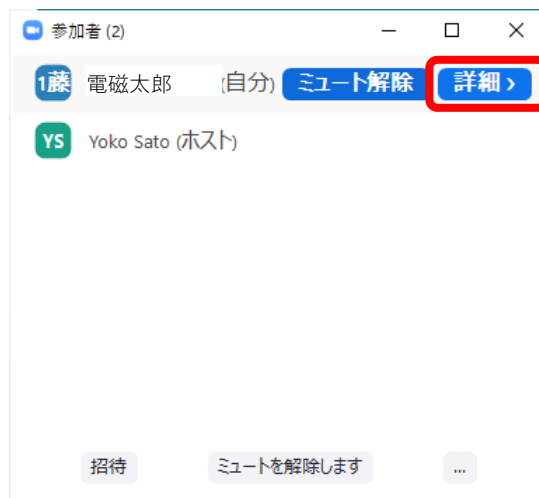 参加者 (2)
1藤 電磁太郎 (自分) ミュート解除 詳細 ›
YS Yoko Sato (ホスト)
招待 ミュートを解除します ...